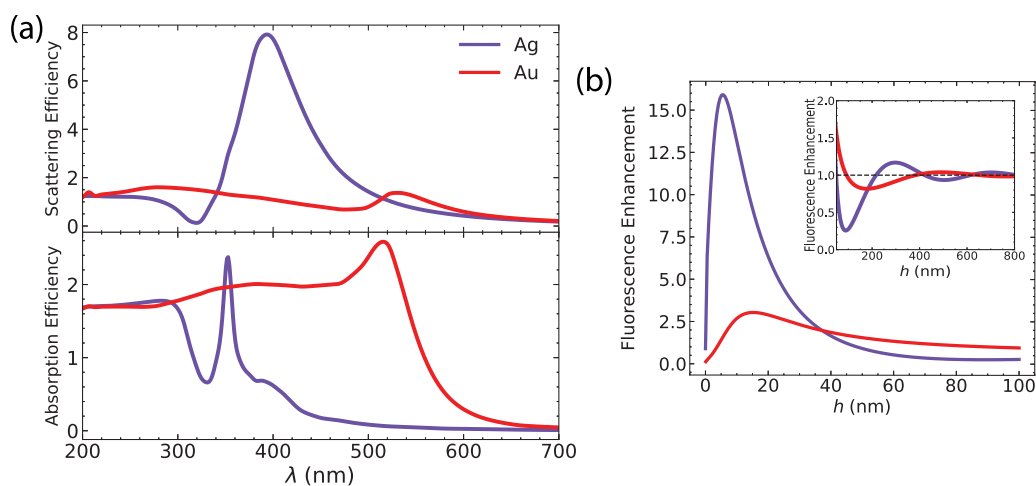 (a)
Scattering Efficiency
8
6
4
2
0
Ag
Au
Absorption Efficiency
2
1
0
200 300 400 500 600 700
λ (nm)
(b)
Fluorescence Enhancement
15.0
12.5
10.0
7.5
5.0
2.5
0.0
0 20 40 60 80 100
h (nm)
Fluorescence Enhancement
2.0
1.5
1.0
0.5
0.0
200 400 600 800
h (nm)